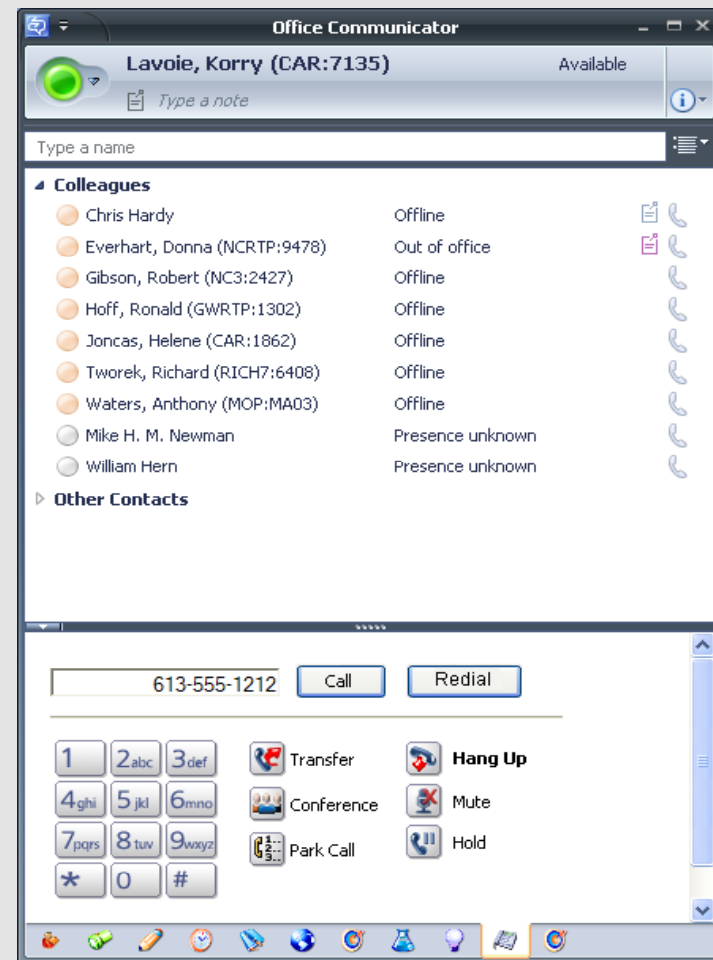 Office Communicator
Lavoie, Korry (CAR:7135) Available
Type a note
Type a name
Colleagues
Chris Hardy Offline
Everhart, Donna (NCRTP:9478) Out of office
Gibson, Robert (NC3:2427) Offline
Hoff, Ronald (GWRTP:1302) Offline
Joncas, Helene (CAR:1862) Offline
Tworek, Richard (RICH7:6408) Offline
Waters, Anthony (MOP:MA03) Offline
Mike H. M. Newman Presence unknown
William Hern Presence unknown
Other Contacts
613-555-1212 Call Redial
1 2abc 3def Transfer Hang Up
4ghi 5jkl 6mno Conference Mute
7pqrs 8tuv 9wxyz Park Call Hold
* 0 #